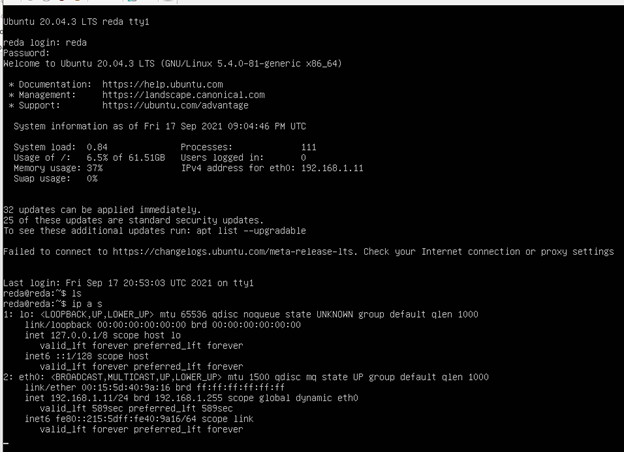 Ubuntu 20.04.3 LTS reda tty1
reda login: reda
Password:
Welcome to Ubuntu 20.04.3 LTS (GNU/Linux 5.4.0-81-generic x86_64)
* Documentation:  https://help.ubuntu.com
* Management:     https://landscape.canonical.com
* Support:        https://ubuntu.com/advantage
System information as of Fri 17 Sep 2021 09:04:46 PM UTC
System load:  0.84             Processes:             111
Usage of /:   6.5% of 61.51GB  Users logged in:       0
Memory usage: 37%              IPv4 address for eth0: 192.168.1.11
Swap usage:   0%
32 updates can be applied immediately.
25 of these updates are standard security updates.
To see these additional updates run: apt list --upgradable
Failed to connect to https://changelogs.ubuntu.com/meta-release-lts. Check your Internet connection or proxy settings
Last login: Fri Sep 17 20:53:03 UTC 2021 on tty1
reda@reda:~$ ls
reda@reda:~$ ip a s
1: lo: <LOOPBACK,UP,LOWER_UP> mtu 65536 qdisc noqueue state UNKNOWN group default qlen 1000
link/loopback 00:00:00:00:00:00 brd 00:00:00:00:00:00
inet 127.0.0.1/8 scope host lo
valid_lft forever preferred_lft forever
inet6 ::1/128 scope host
valid_lft forever preferred_lft forever
2: eth0: <BROADCAST,MULTICAST,UP,LOWER_UP> mtu 1500 qdisc mq state UP group default qlen 1000
link/ether 00:15:5d:40:9a:16 brd ff:ff:ff:ff:ff:ff
inet 192.168.1.11/24 brd 192.168.1.255 scope global dynamic eth0
valid_lft 589sec preferred_lft 589sec
inet6 fe80::215:5dff:fe40:9a16/64 scope link
valid_lft forever preferred_lft forever